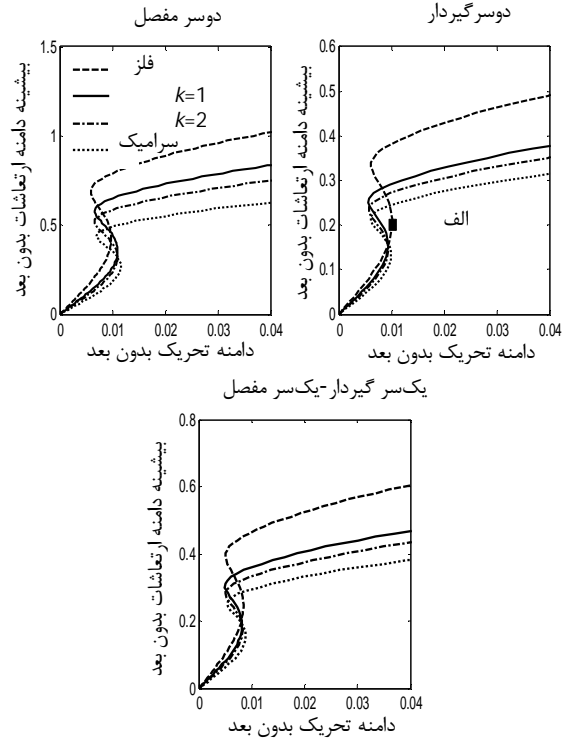 دوسر مفصل
بیشینه دامنه ارتعاشات بدون بعد
1.5
1
0.5
0
فلز
k=1
k=2
سرامیک
0 0.01 0.02 0.03 0.04
دامنه تحریک بدون بعد
دوسرگیردار
بیشینه دامنه ارتعاشات بدون بعد
0.6
0.5
0.4
0.3
0.2
0.1
0
الف
0 0.01 0.02 0.03 0.04
دامنه تحریک بدون بعد
یک‌سر گیردار-یک‌سر مفصل
بیشینه دامنه ارتعاشات بدون بعد
0.8
0.6
0.4
0.2
0
0 0.01 0.02 0.03 0.04
دامنه تحریک بدون بعد